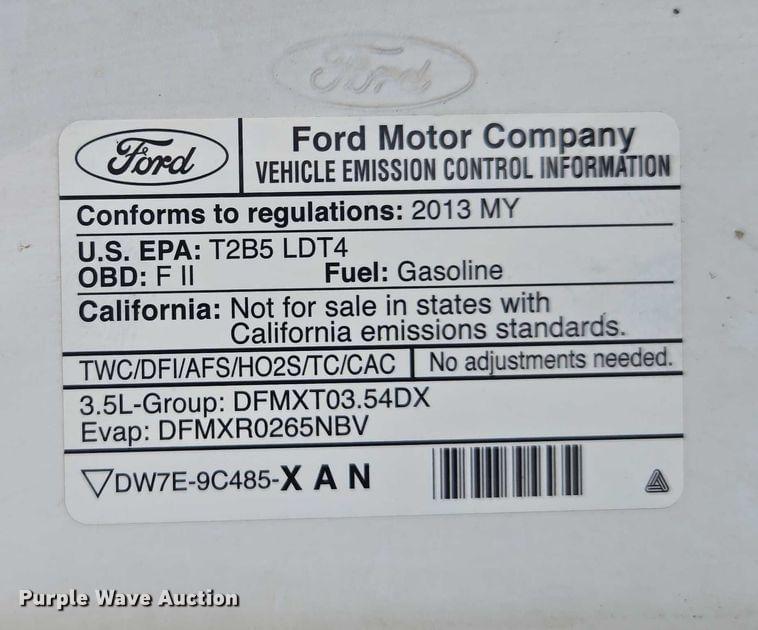 Ford
Ford
Ford Motor Company
VEHICLE EMISSION CONTROL INFORMATION
Conforms to regulations: 2013 MY
U.S. EPA: T2B5 LDT4
OBD: F II Fuel: Gasoline
California: Not for sale in states with
California emissions standards.
TWC/DFI/AFS/HO2S/TC/CAC No adjustments needed.
3.5L-Group: DFMXT03.54DX
Evap: DFMXR0265NBV
DW7E-9C485-XAN
Purple Wave Auction